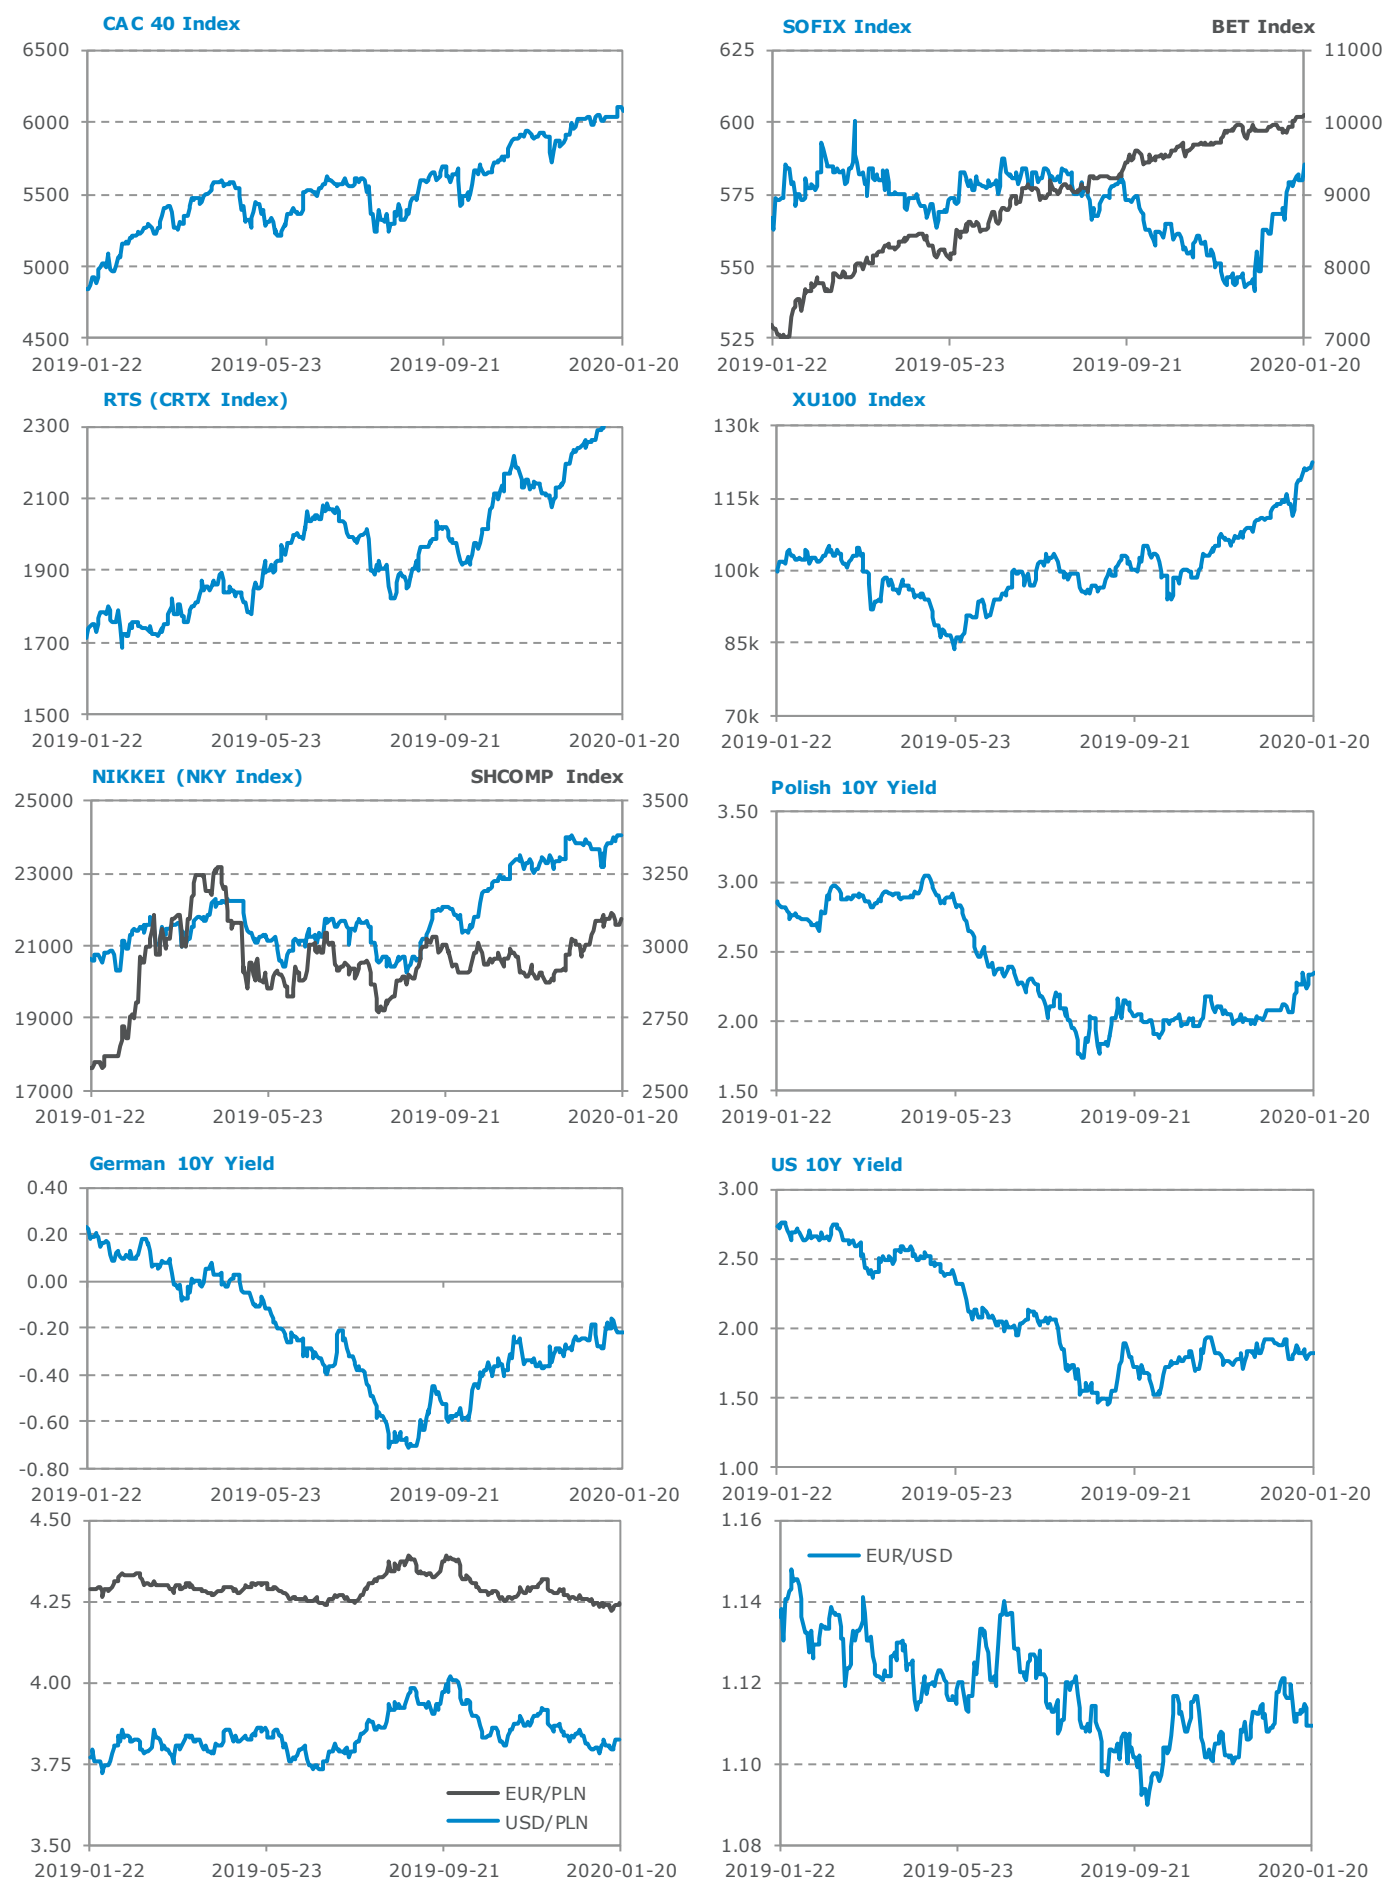 CAC 40 Index
6500
6000
5500
5000
4500
2019-01-22 2019-05-23 2019-09-21 2020-01-20
SOFIX Index BET Index
625 11000
600 10000
575 9000
550 8000
525 7000
2019-01-22 2019-05-23 2019-09-21 2020-01-20
RTS (CRTX Index)
2300
2100
1900
1700
1500
2019-01-22 2019-05-23 2019-09-21 2020-01-20
XU100 Index
130k
115k
100k
85k
70k
2019-01-22 2019-05-23 2019-09-21 2020-01-20
NIKKEI (NKY Index) SHCOMP Index
25000 3500
23000 3250
21000 3000
19000 2750
17000 2500
2019-01-22 2019-05-23 2019-09-21 2020-01-20
Polish 10Y Yield
3.50
3.00
2.50
2.00
1.50
2019-01-22 2019-05-23 2019-09-21 2020-01-20
German 10Y Yield
0.40
0.20
0.00
-0.20
-0.40
-0.60
-0.80
2019-01-22 2019-05-23 2019-09-21 2020-01-20
US 10Y Yield
3.00
2.50
2.00
1.50
1.00
2019-01-22 2019-05-23 2019-09-21 2020-01-20
4.50
4.25
4.00
3.75
EUR/PLN
USD/PLN
3.50
2019-01-22 2019-05-23 2019-09-21 2020-01-20
1.16
EUR/USD
1.14
1.12
1.10
1.08
2019-01-22 2019-05-23 2019-09-21 2020-01-20